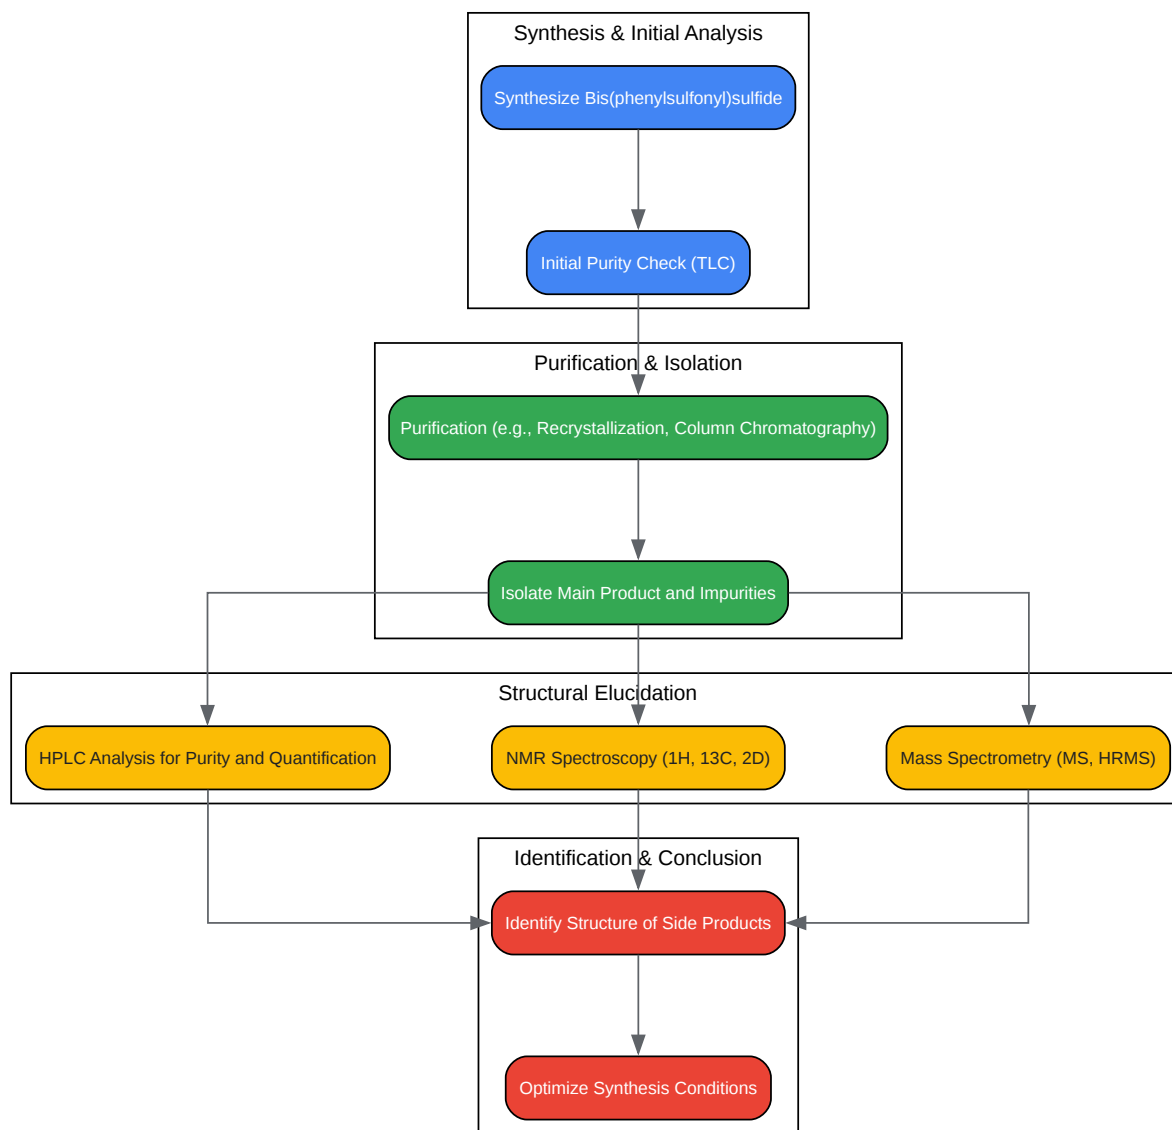 Synthesis & Initial Analysis
Synthesize Bis(phenylsulfonyl)sulfide
Initial Purity Check (TLC)
Purification & Isolation
Purification (e.g., Recrystallization, Column Chromatography)
Isolate Main Product and Impurities
Structural Elucidation
HPLC Analysis for Purity and Quantification
NMR Spectroscopy (1H, 13C, 2D)
Mass Spectrometry (MS, HRMS)
Identification & Conclusion
Identify Structure of Side Products
Optimize Synthesis Conditions